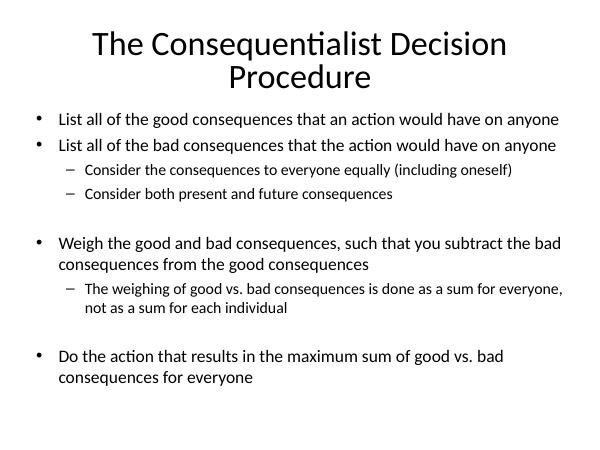 The Consequentialist Decision
Procedure
• List all of the good consequences that an action would have on anyone
• List all of the bad consequences that the action would have on anyone
– Consider the consequences to everyone equally (including oneself)
– Consider both present and future consequences
• Weigh the good and bad consequences, such that you subtract the bad
consequences from the good consequences
– The weighing of good vs. bad consequences is done as a sum for everyone,
not as a sum for each individual
• Do the action that results in the maximum sum of good vs. bad
consequences for everyone